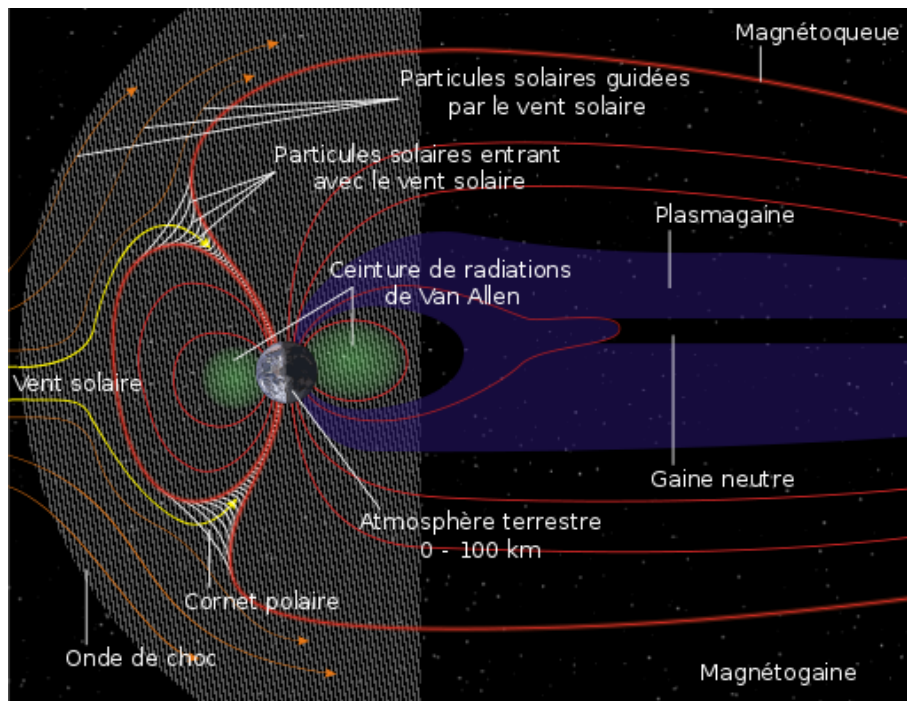 Magnétoqueue
Particules solaires guidées
par le vent solaire
Particules solaires entrant
avec le vent solaire
Plasmagaine
Ceinture de radiations
de Van Allen
Vent solaire
Gaine neutre
Atmosphère terrestre
0 - 100 km
Cornet polaire
Onde de choc
Magnétogaine